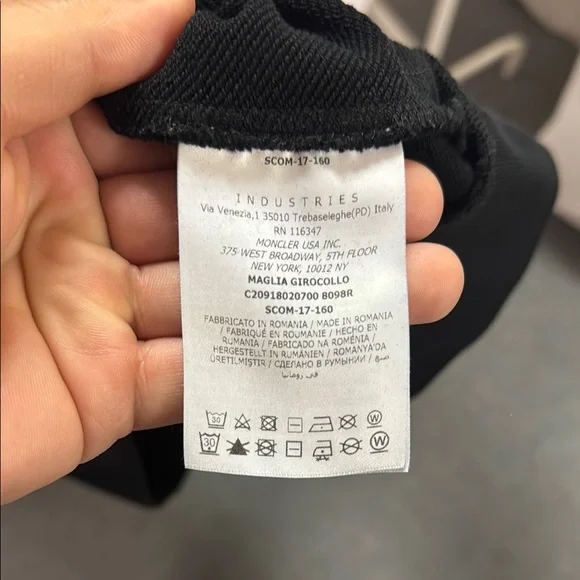 SCOM-17-160
INDUSTRIES
Via Venezia,1 35010 Trebaseleghe(PD) Italy
RN 116347
MONCLER USA INC.
375 WEST BROADWAY, 5TH FLOOR
NEW YORK, 10012 NY
MAGLIA GIROCOLLO
C20918020700 8098R
SCOM-17-160
FABBRICATO IN ROMANIA / MADE IN ROMANIA
/ FABRIQUÉ EN ROUMANIE / HECHO EN
RUMANIA / FABRICADO NA ROMÉNIA /
HERGESTELLT IN RUMÄNIEN / ROMANYA'DA
ÜRETILMIŞTIR / СДЕЛАНО В РУМЫНИИ / صنع
في رومانيا
30 W
30 W